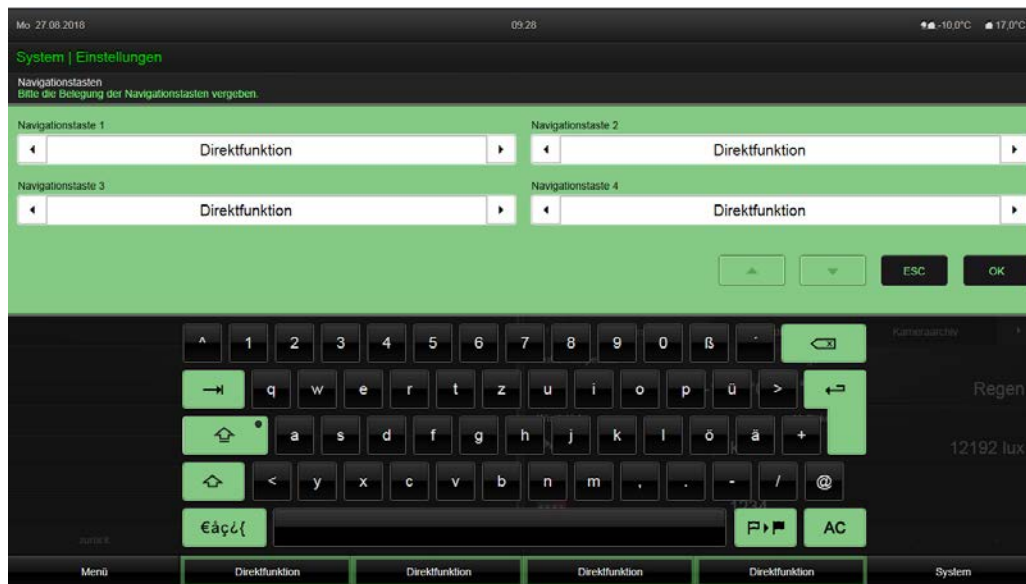 Mo 27.08.2018 09:28 -10,0°C 17,0°C
System | Einstellungen
Navigationstasten
Bitte die Belegung der Navigationstasten vergeben.
Navigationstaste 1 Navigationstaste 2
Direktfunktion Direktfunktion
Navigationstaste 3 Navigationstaste 4
Direktfunktion Direktfunktion
ESC OK
Kameraarchiv
^ 1 2 3 4 5 6 7 8 9 0 ß ´
q w e r t z u i o p ü >
Regen
a s d f g h j k l ö ä +
12192 lux
< y x c v b n m , . - / @
1234
€åç¿{ AC
zurück
Menü Direktfunktion Direktfunktion Direktfunktion Direktfunktion System